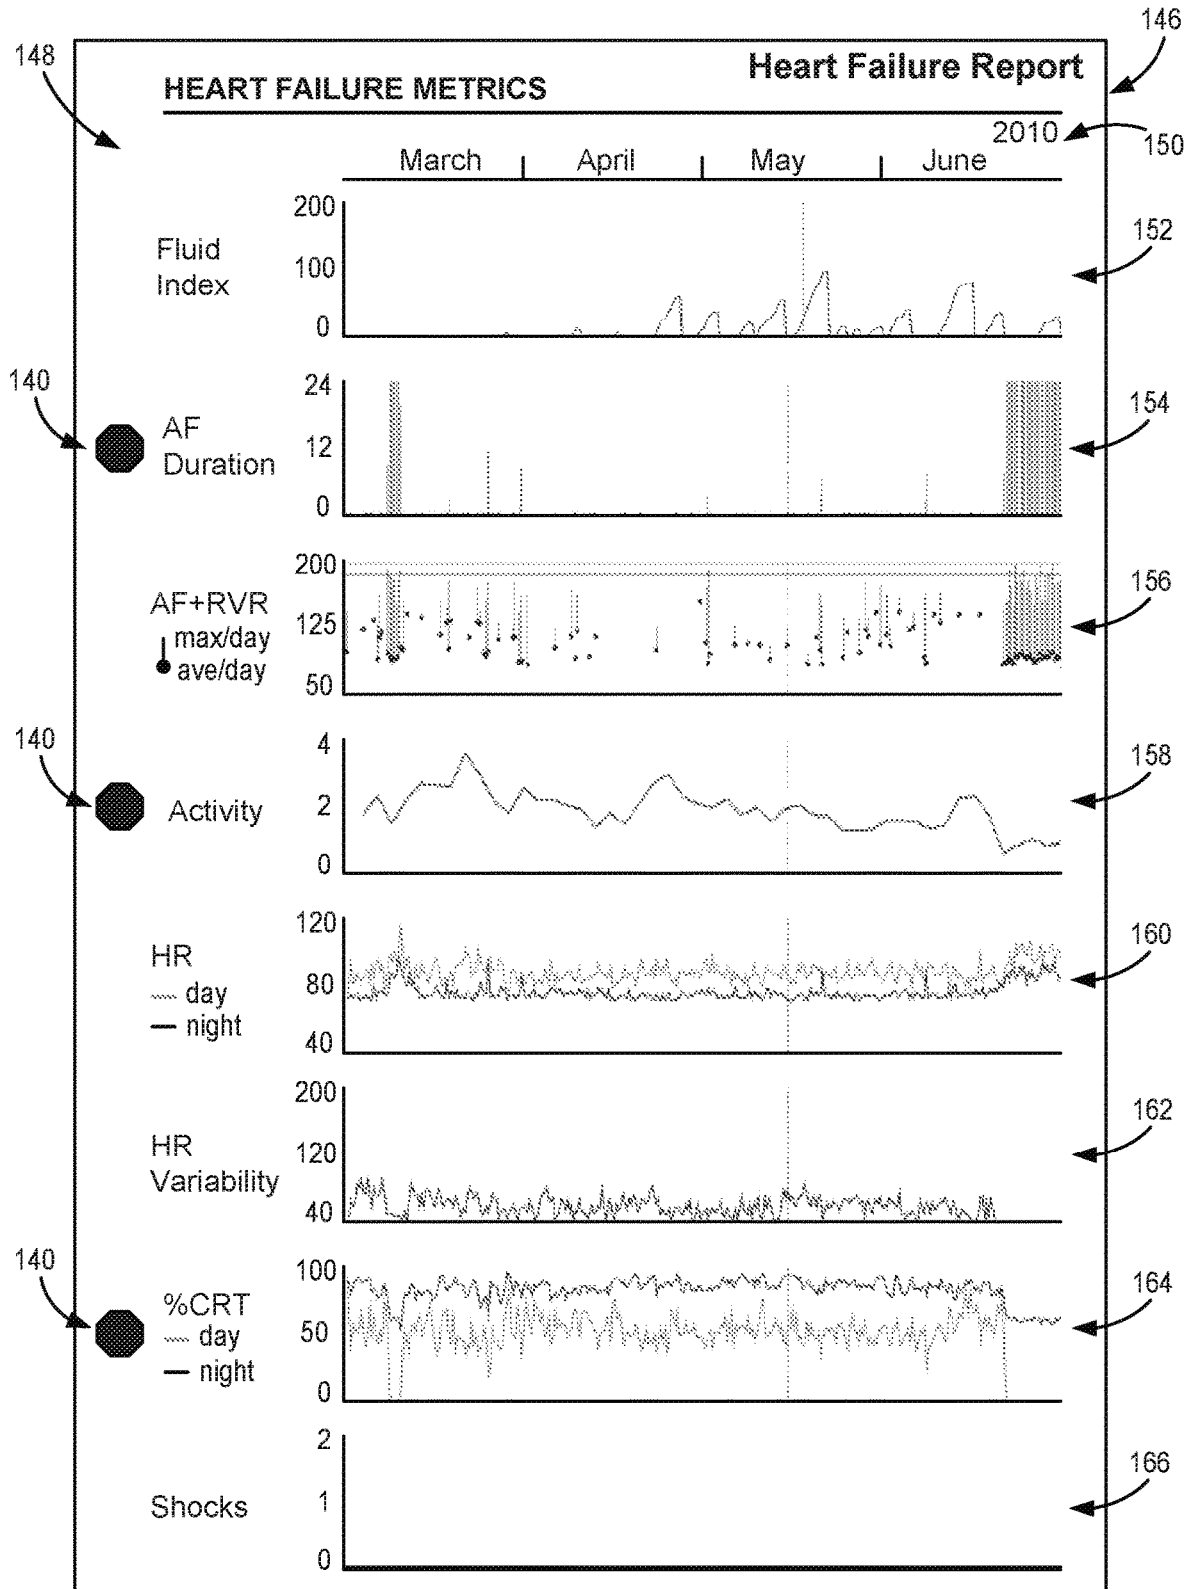 146
148
Heart Failure Report
HEART FAILURE METRICS
2010
150
March April May June
200
Fluid
Index
100
0
152
140
24
AF
Duration
12
0
154
200
AF+RVR
125
max/day
ave/day
50
156
140
4
Activity
2
0
158
120
HR
80
day
night
40
160
200
HR
Variability
120
40
162
140
100
%CRT
day
50
night
0
164
2
Shocks
1
0
166